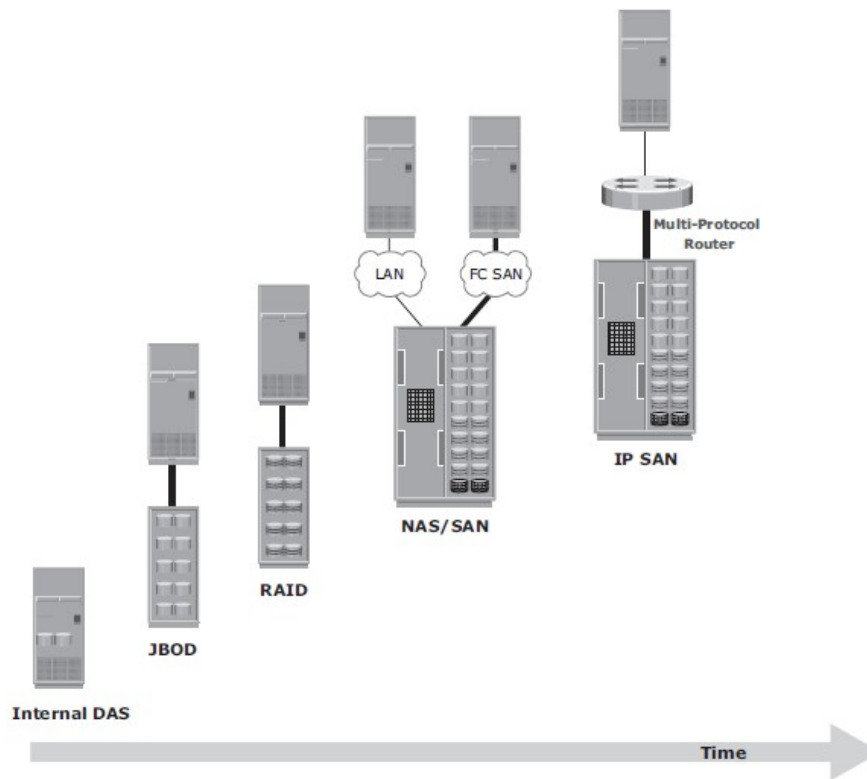 Multi-Protocol
Router
LAN
FC SAN
IP SAN
NAS/SAN
RAID
JBOD
Internal DAS
Time